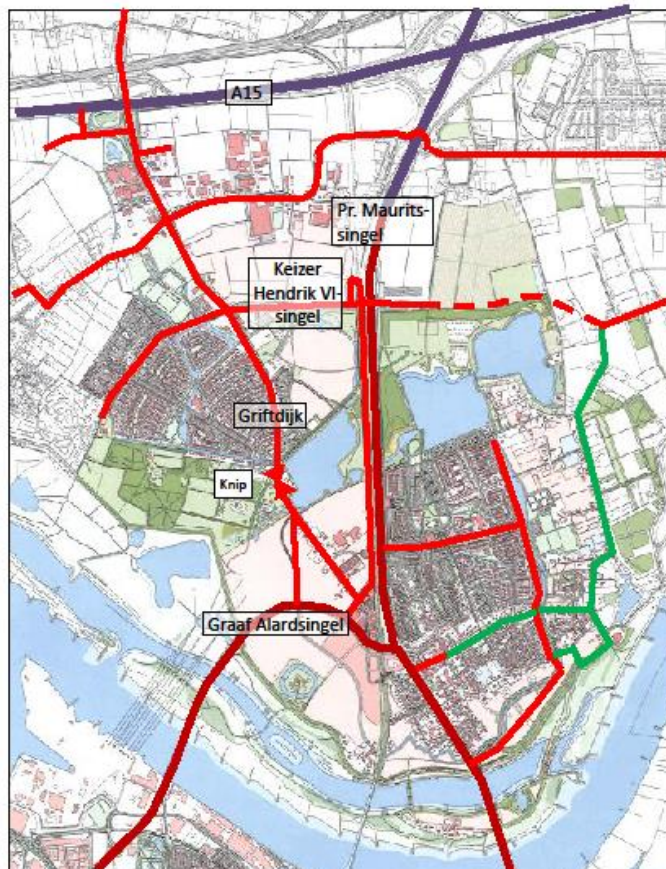 A15
Pr. Maurits-
singel
Keizer
Hendrik VI-
singel
Griftdijk
Knip
Graaf Alardsingel